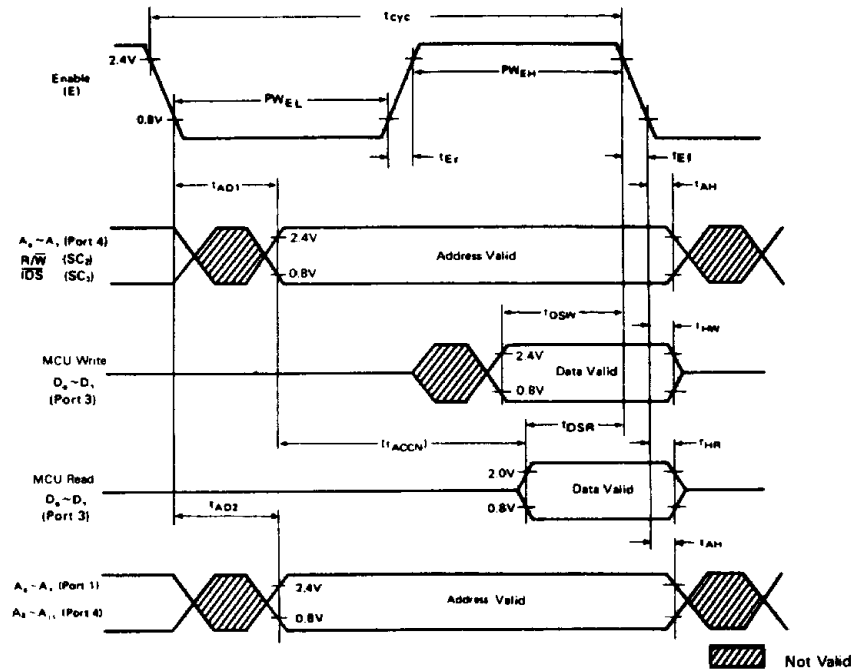 tcyc
2.4V
Enable
(E)
PWEH
PWEL
0.8V
tEr
tEf
tAD1
tAH
A₀~A₇ (Port 4)
R/W̅ (SC₂)
I̅D̅S̅ (SC₁)
2.4V
0.8V
Address Valid
tDSW
tHW
MCU Write
D₀~D₇
(Port 3)
2.4V
0.8V
Data Valid
(tACCN)
tDSR
tHR
MCU Read
D₀~D₇
(Port 3)
2.0V
0.8V
Data Valid
tAD2
tAH
A₀~A₇ (Port 1)
A₈~A₁₅ (Port 4)
2.4V
0.8V
Address Valid
Not Valid